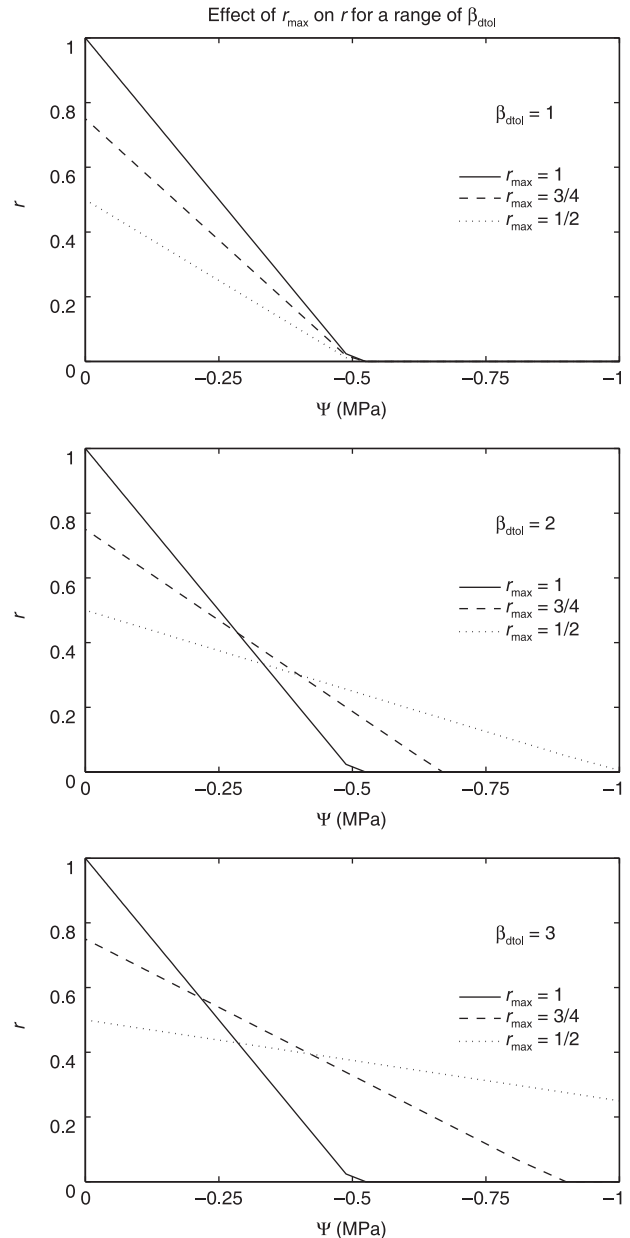 Effect of r_max on r for a range of β_dtol
1
0.8
0.6
0.4
0.2
0
r
β_dtol = 1
r_max = 1
r_max = 3/4
r_max = 1/2
0 −0.25 −0.5 −0.75 −1
Ψ (MPa)
1
0.8
0.6
0.4
0.2
0
r
β_dtol = 2
r_max = 1
r_max = 3/4
r_max = 1/2
0 −0.25 −0.5 −0.75 −1
Ψ (MPa)
1
0.8
0.6
0.4
0.2
0
r
β_dtol = 3
r_max = 1
r_max = 3/4
r_max = 1/2
0 −0.25 −0.5 −0.75 −1
Ψ (MPa)